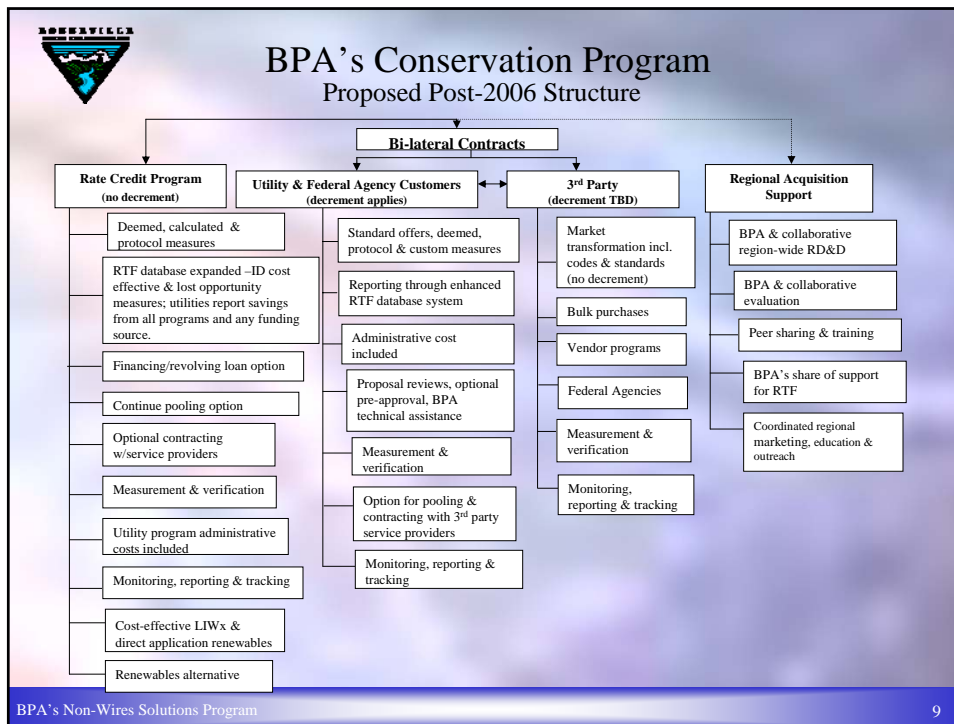 BONNEVILLE
BPA's Conservation Program
Proposed Post-2006 Structure
Bi-lateral Contracts
Rate Credit Program
(no decrement)
Deemed, calculated &
protocol measures
RTF database expanded –ID cost
effective & lost opportunity
measures; utilities report savings
from all programs and any funding
source.
Financing/revolving loan option
Continue pooling option
Optional contracting
w/service providers
Measurement & verification
Utility program administrative
costs included
Monitoring, reporting & tracking
Cost-effective LIWx &
direct application renewables
Renewables alternative
Utility & Federal Agency Customers
(decrement applies)
Standard offers, deemed,
protocol & custom measures
Reporting through enhanced
RTF database system
Administrative cost
included
Proposal reviews, optional
pre-approval, BPA
technical assistance
Measurement &
verification
Option for pooling &
contracting with 3rd party
service providers
Monitoring, reporting &
tracking
3rd Party
(decrement TBD)
Market
transformation incl.
codes & standards
(no decrement)
Bulk purchases
Vendor programs
Federal Agencies
Measurement &
verification
Monitoring,
reporting & tracking
Regional Acquisition
Support
BPA & collaborative
region-wide RD&D
BPA & collaborative
evaluation
Peer sharing & training
BPA's share of support
for RTF
Coordinated regional
marketing, education &
outreach
BPA's Non-Wires Solutions Program
9